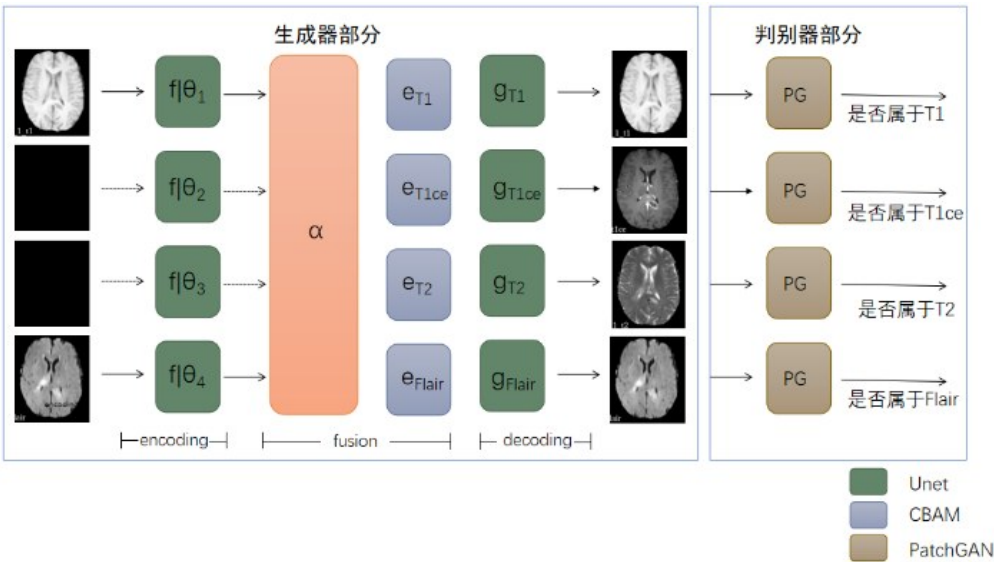 生成器部分
判别器部分
f|θ1
α
eT1
gT1
PG
是否属于T1
f|θ2
eT1ce
gT1ce
PG
是否属于T1ce
f|θ3
eT2
gT2
PG
是否属于T2
f|θ4
eFlair
gFlair
PG
是否属于Flair
encoding
fusion
decoding
Unet
CBAM
PatchGAN